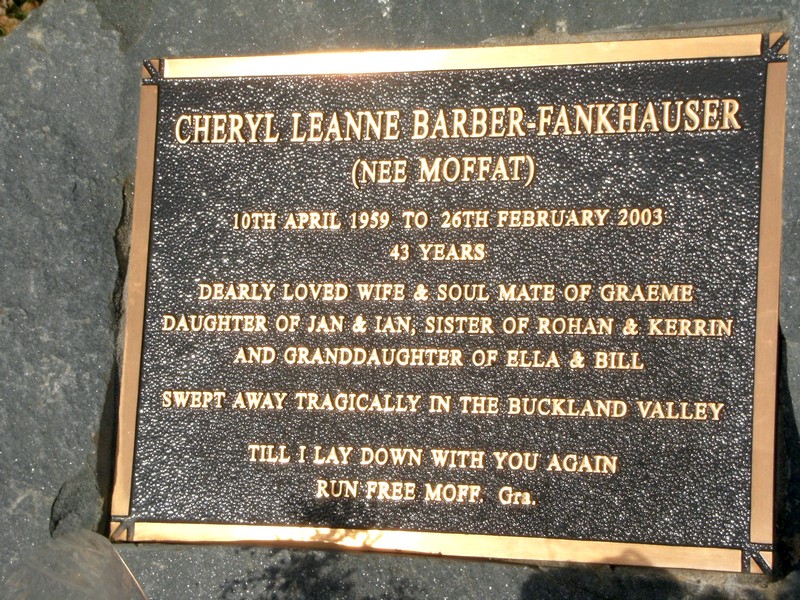 CHERYL LEANNE BARBER-FANKHAUSER
(NEE MOFFAT)
10TH APRIL 1959 TO 26TH FEBRUARY 2003
43 YEARS
DEARLY LOVED WIFE & SOUL MATE OF GRAEME
DAUGHTER OF JAN & IAN, SISTER OF ROHAN & KERRIN
AND GRANDDAUGHTER OF ELLA & BILL
SWEPT AWAY TRAGICALLY IN THE BUCKLAND VALLEY
TILL I LAY DOWN WITH YOU AGAIN
RUN FREE MOFF. Gra.